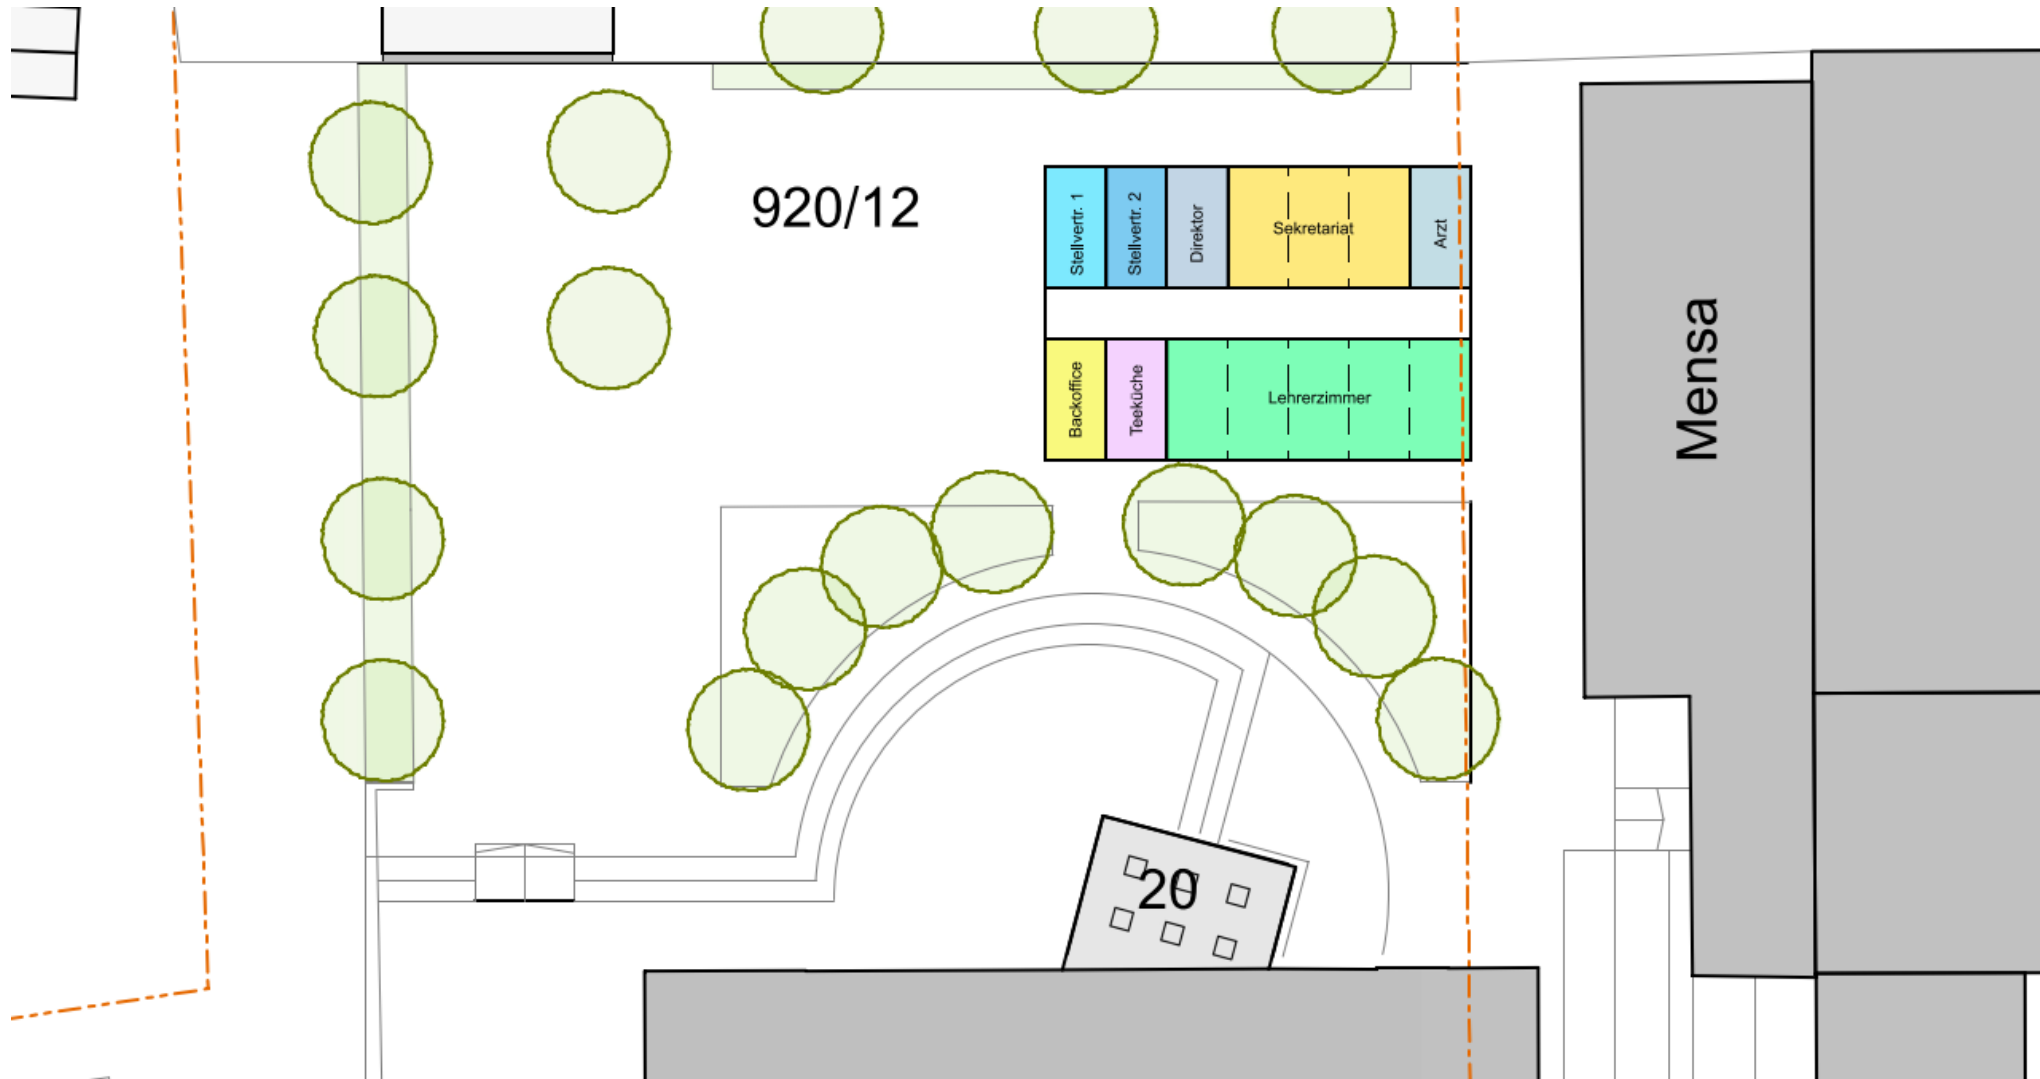 920/12
Stellvertr. 1
Stellvertr. 2
Direktor
Sekretariat
Arzt
Backoffice
Teeküche
Lehrerzimmer
Mensa
20